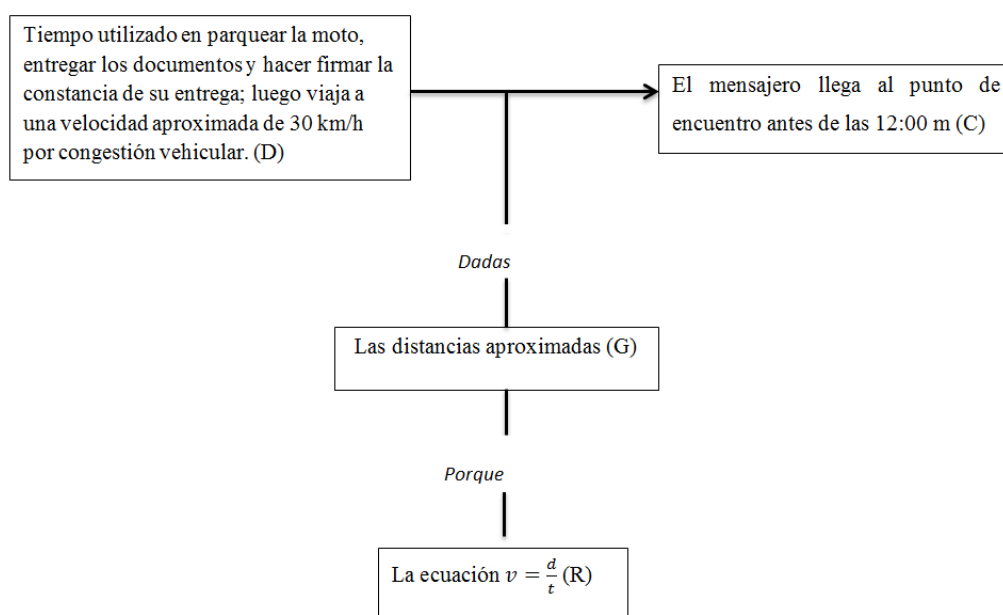 Tiempo utilizado en parquear la moto,
entregar los documentos y hacer firmar la
constancia de su entrega; luego viaja a
una velocidad aproximada de 30 km/h
por congestión vehicular. (D)
El mensajero llega al punto de
encuentro antes de las 12:00 m (C)
Dadas
Las distancias aproximadas (G)
Porque
La ecuación v = d/t (R)